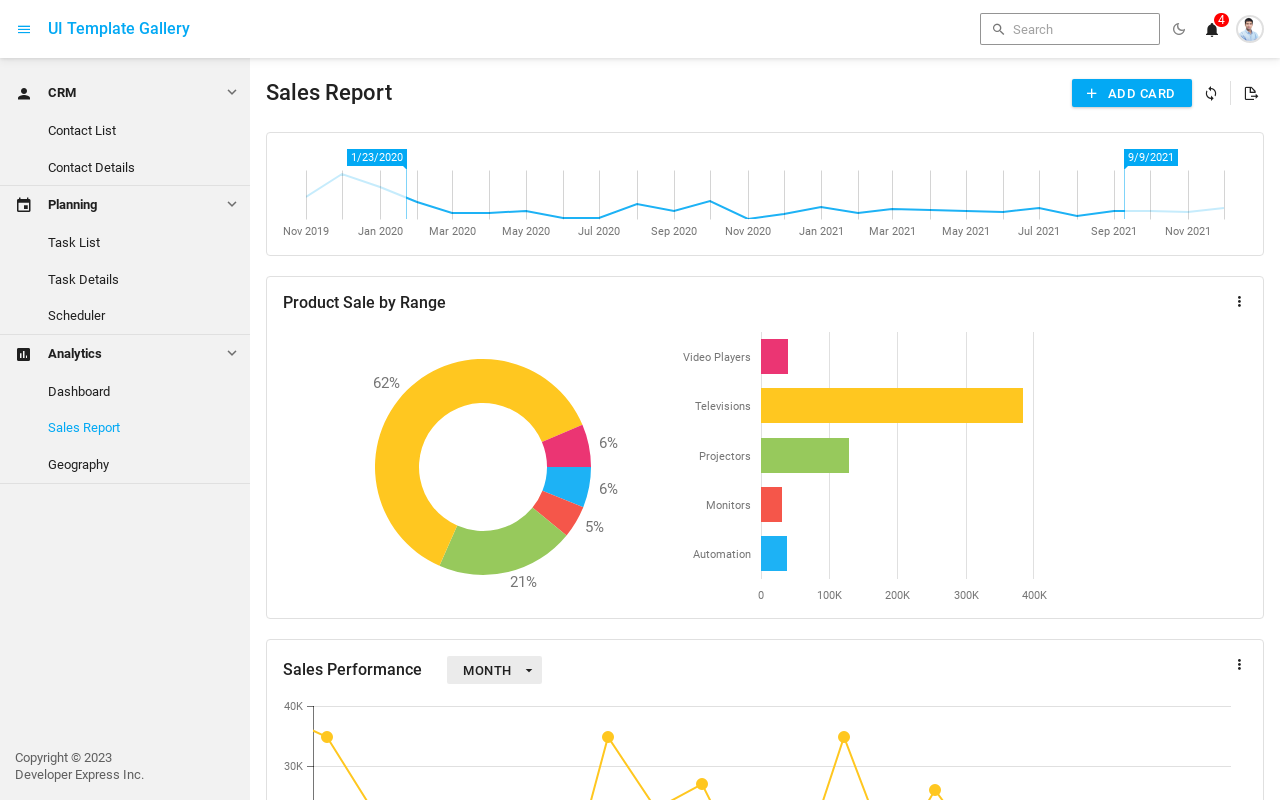 UI Template Gallery
Search
4
CRM
Contact List
Contact Details
Planning
Task List
Task Details
Scheduler
Analytics
Dashboard
Sales Report
Geography
Copyright © 2023
Developer Express Inc.
Sales Report
ADD CARD
1/23/2020
9/9/2021
Nov 2019 Jan 2020 Mar 2020 May 2020 Jul 2020 Sep 2020 Nov 2020 Jan 2021 Mar 2021 May 2021 Jul 2021 Sep 2021 Nov 2021
Product Sale by Range
62%
6%
6%
5%
21%
Video Players
Televisions
Projectors
Monitors
Automation
0 100K 200K 300K 400K
Sales Performance
MONTH
40K
30K